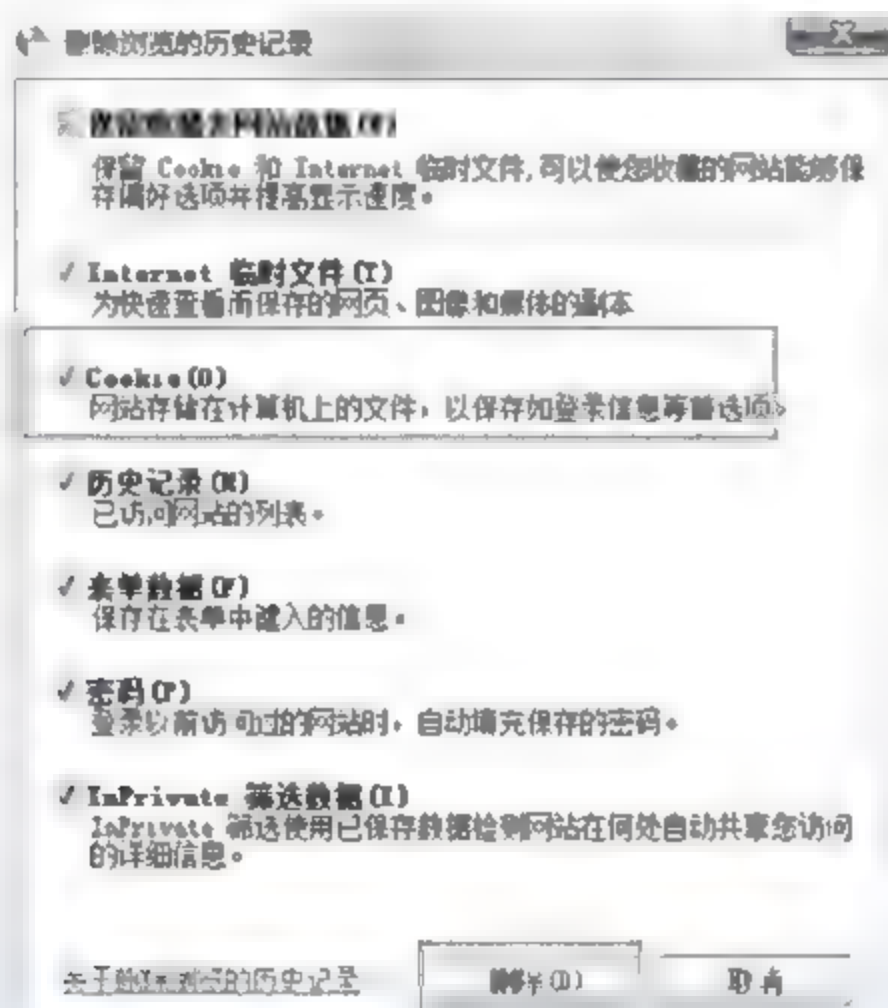 删除浏览的历史记录
保留 Cookie 和 Internet 临时文件,可以使您收藏的网站能够保
存偏好选项并提高显示速度。
Internet 临时文件(T)
为快速查看而保存的网页、图像和媒体的副本
Cookie(O)
网站存储在计算机上的文件，以保存如登录信息等首选项。
历史记录(H)
已访问网站的列表。
表单数据(F)
保存在表单中键入的信息。
密码(P)
登录以前访问过的网站时，自动填充保存的密码。
InPrivate 筛选数据(I)
InPrivate 筛选使用已保存数据检测网站在何处自动共享您访问
的详细信息。
的历史记录
(D)
取消